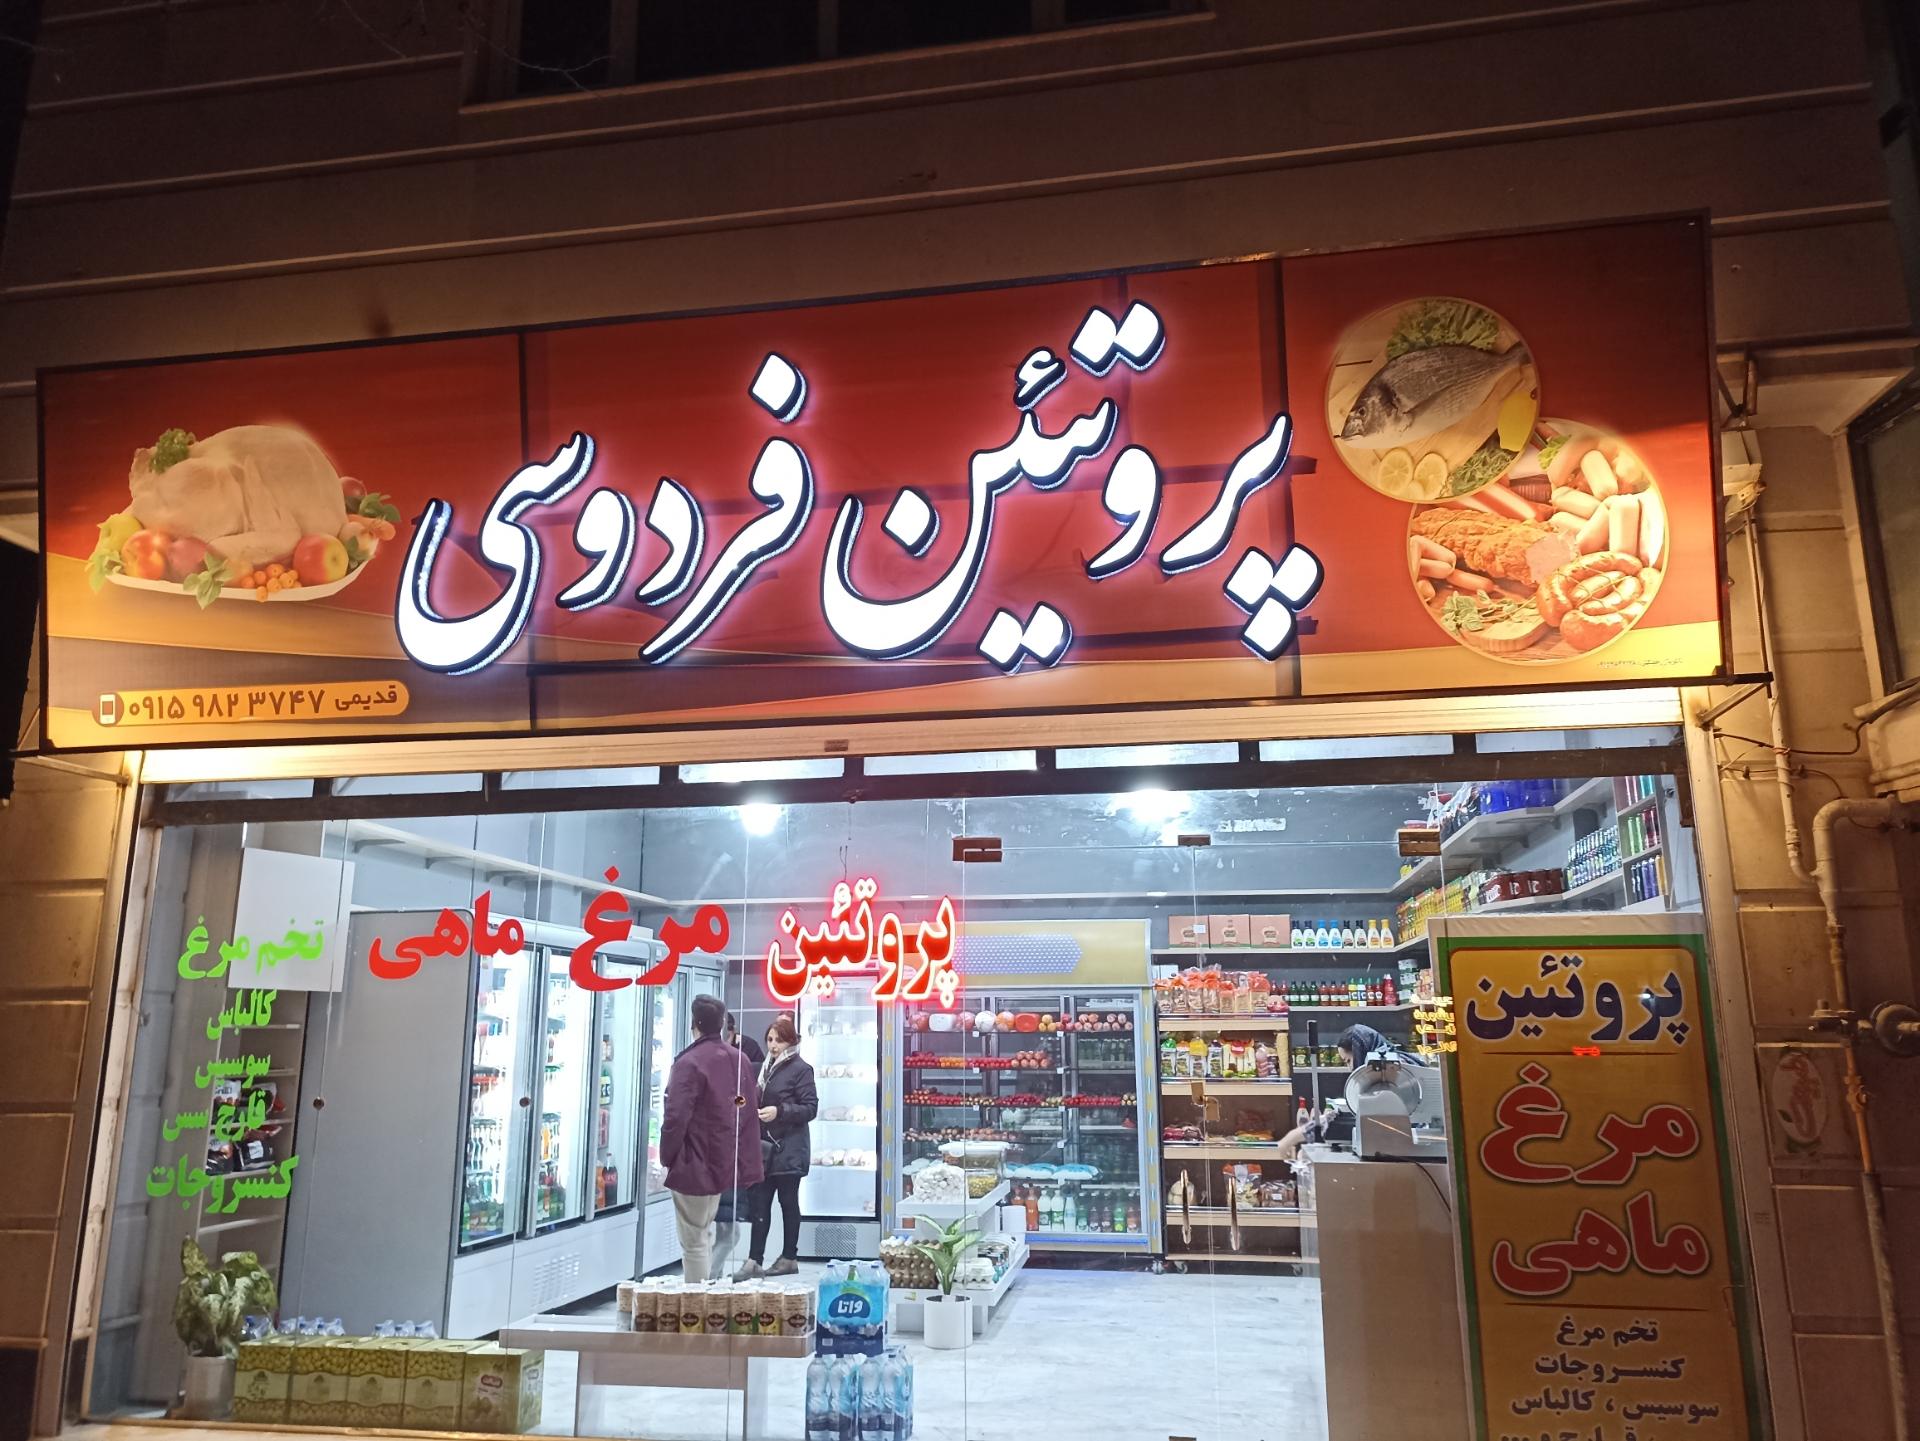 پروتئین فردوسی
قدیمی ۰۹۱۵ ۹۸۲ ۳۷۴۷
پروتئین مرغ ماهی
تخم مرغ
کالباس
سوسیس
قارچ سس
کنسروجات
پروتئین
مرغ
ماهی
تخم مرغ
کنسروجات
سوسیس ، کالباس
قارچ و ...
واتا